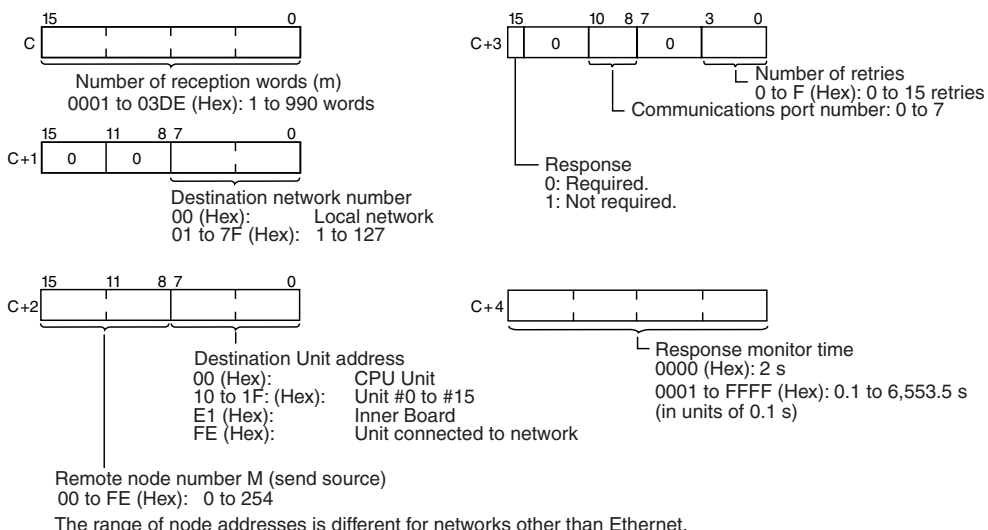 15 0
C
Number of reception words (m)
0001 to 03DE (Hex): 1 to 990 words
15 11 8 7 0
C+1 0 0
Destination network number
00 (Hex): Local network
01 to 7F (Hex): 1 to 127
15 11 8 7 0
C+2
Destination Unit address
00 (Hex): CPU Unit
10 to 1F: (Hex): Unit #0 to #15
E1 (Hex): Inner Board
FE (Hex): Unit connected to network
Remote node number M (send source)
00 to FE (Hex): 0 to 254
The range of node addresses is different for networks other than Ethernet.
15 10 8 7 3 0
C+3 0 0
Number of retries
0 to F (Hex): 0 to 15 retries
Communications port number: 0 to 7
Response
0: Required.
1: Not required.
C+4
Response monitor time
0000 (Hex): 2 s
0001 to FFFF (Hex): 0.1 to 6,553.5 s
(in units of 0.1 s)